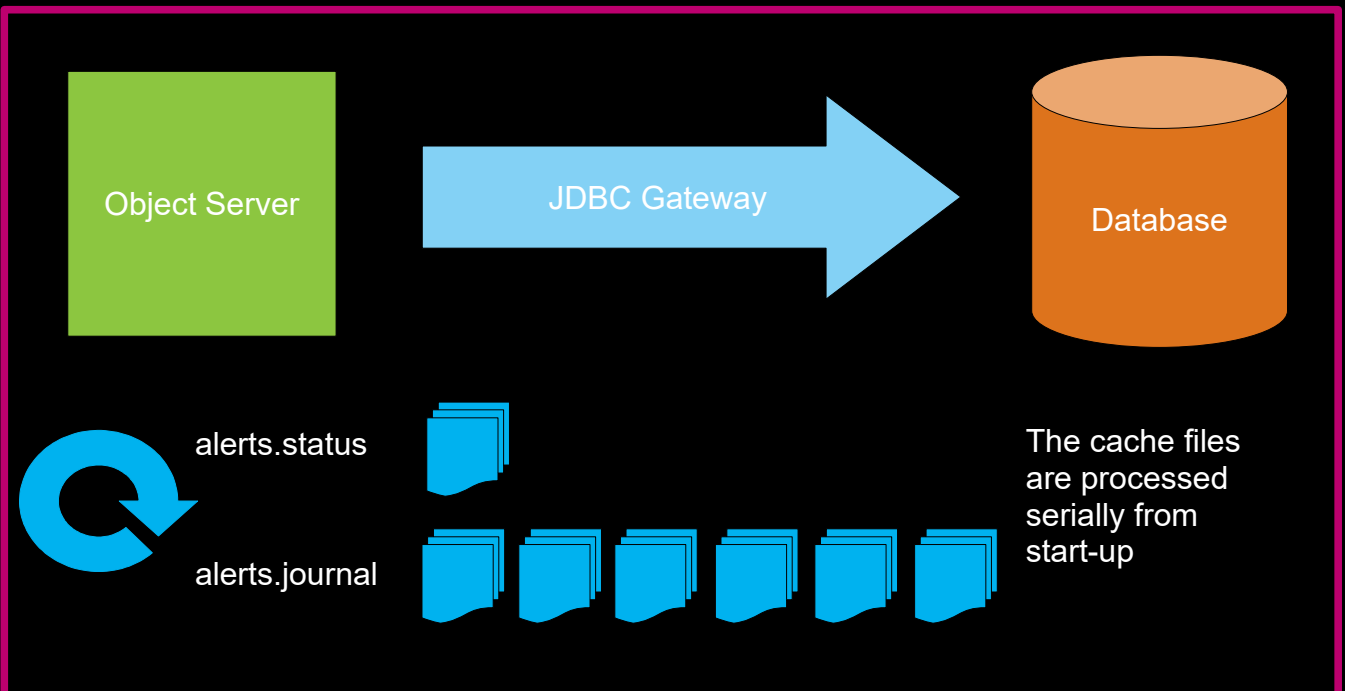 Object Server
JDBC Gateway
Database
alerts.status
alerts.journal
The cache files
are processed
serially from
start-up